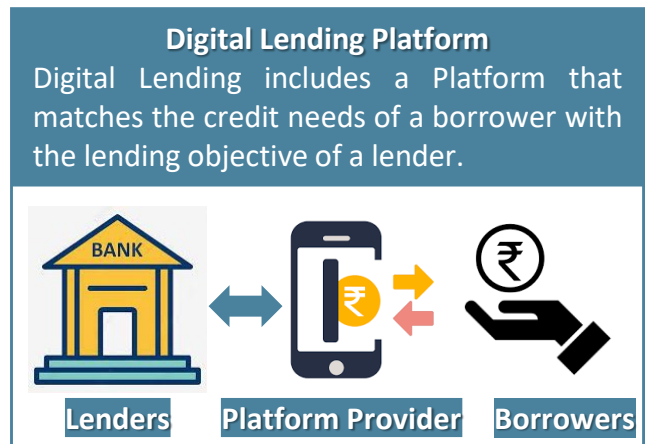 Digital Lending Platform
Digital Lending includes a Platform that
matches the credit needs of a borrower with
the lending objective of a lender.
BANK
₹
₹
Lenders
Platform Provider
Borrowers